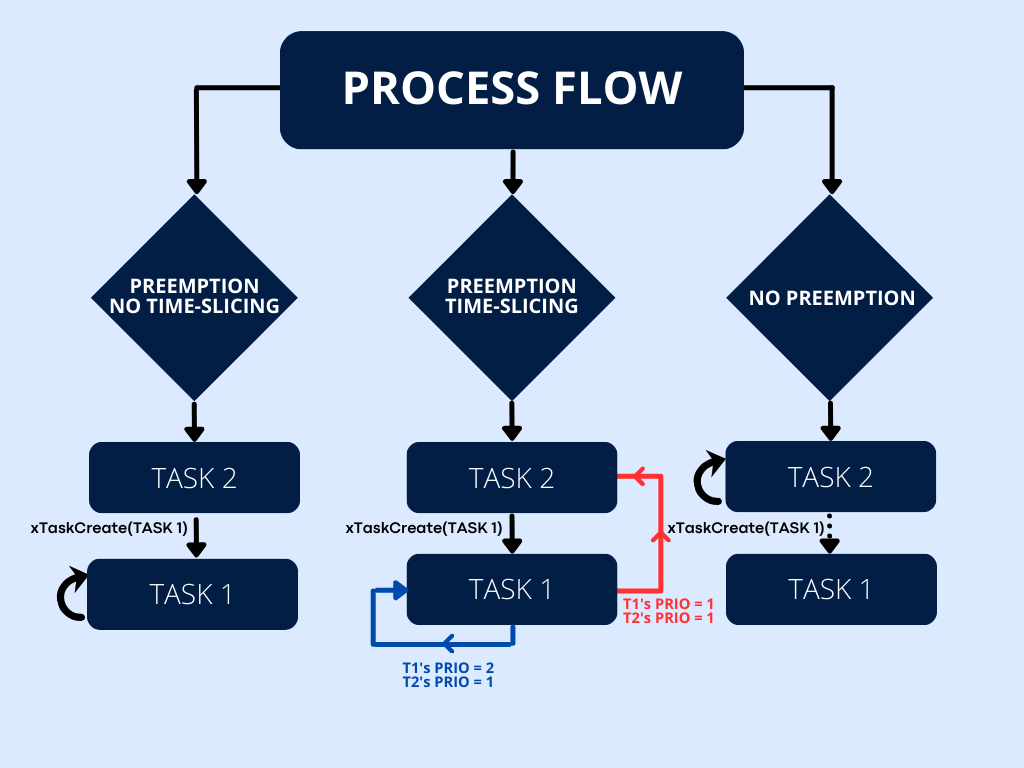 PROCESS FLOW
PREEMPTION
NO TIME-SLICING
PREEMPTION
TIME-SLICING
NO PREEMPTION
TASK 2
TASK 2
TASK 2
xTaskCreate(TASK 1)
xTaskCreate(TASK 1)
xTaskCreate(TASK 1)
TASK 1
TASK 1
TASK 1
T1's PRIO = 1
T2's PRIO = 1
T1's PRIO = 2
T2's PRIO = 1